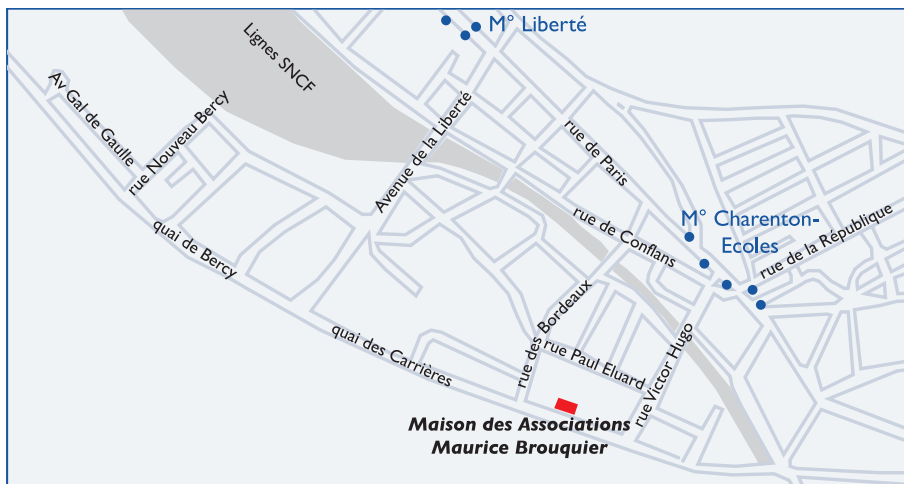 M° Liberté
Lignes SNCF
Av Gal de Gaulle
rue Nouveau Bercy
Avenue de la Liberté
rue de Paris
M° Charenton-
Ecoles
rue de la République
rue de Conflans
quai de Bercy
rue des Bordeaux
quai des Carrières
rue Paul Eluard
rue Victor Hugo
Maison des Associations
Maurice Brouquier